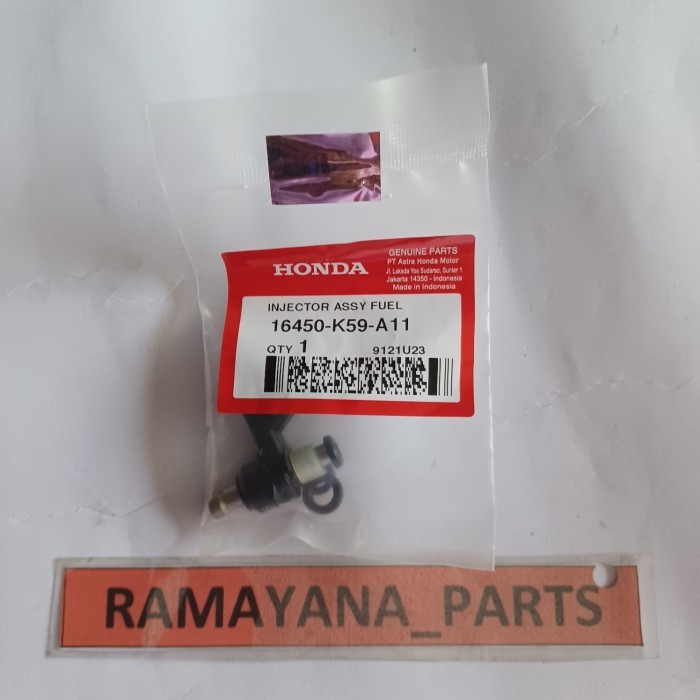 HONDA
GENUINE PARTS
PT Astra Honda Motor
Jl. Laksda Yos Sudarso, Sunter 1
Jakarta 14350 - Indonesia
Made in Indonesia
INJECTOR ASSY FUEL
16450-K59-A11
QTY 1
9121U23
RAMAYANA_PARTS